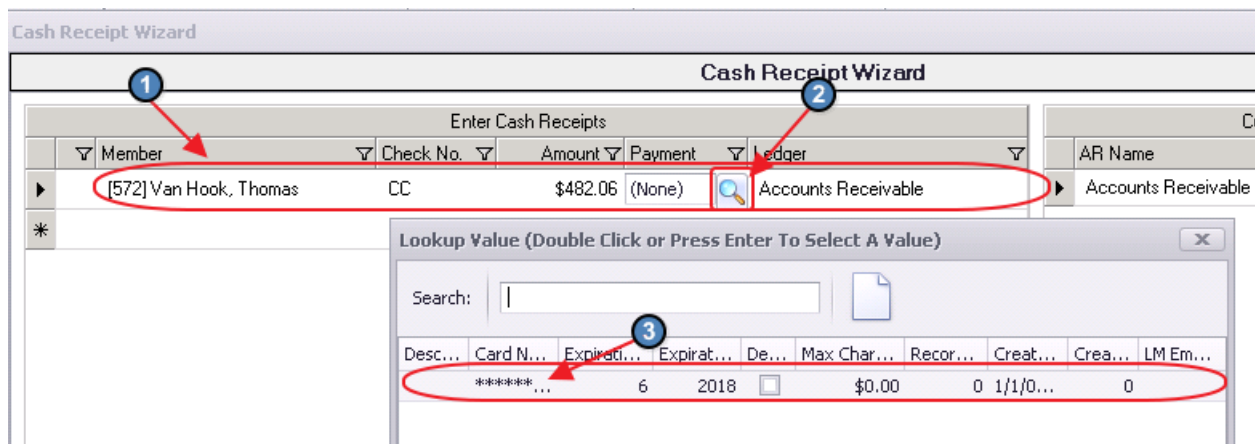 Cash Receipt Wizard
Cash Receipt Wizard
1
2
Enter Cash Receipts
Member Check No. Amount Payment Ledger AR Name
[572] Van Hook, Thomas CC $482.06 (None) Accounts Receivable Accounts Receivable
Lookup Value (Double Click or Press Enter To Select A Value)
Search:
3
Desc... Card N... Expirati... Expirat... De... Max Char... Recor... Creat... Crea... LM Em...
******... 6 2018 $0.00 0 1/1/0... 0